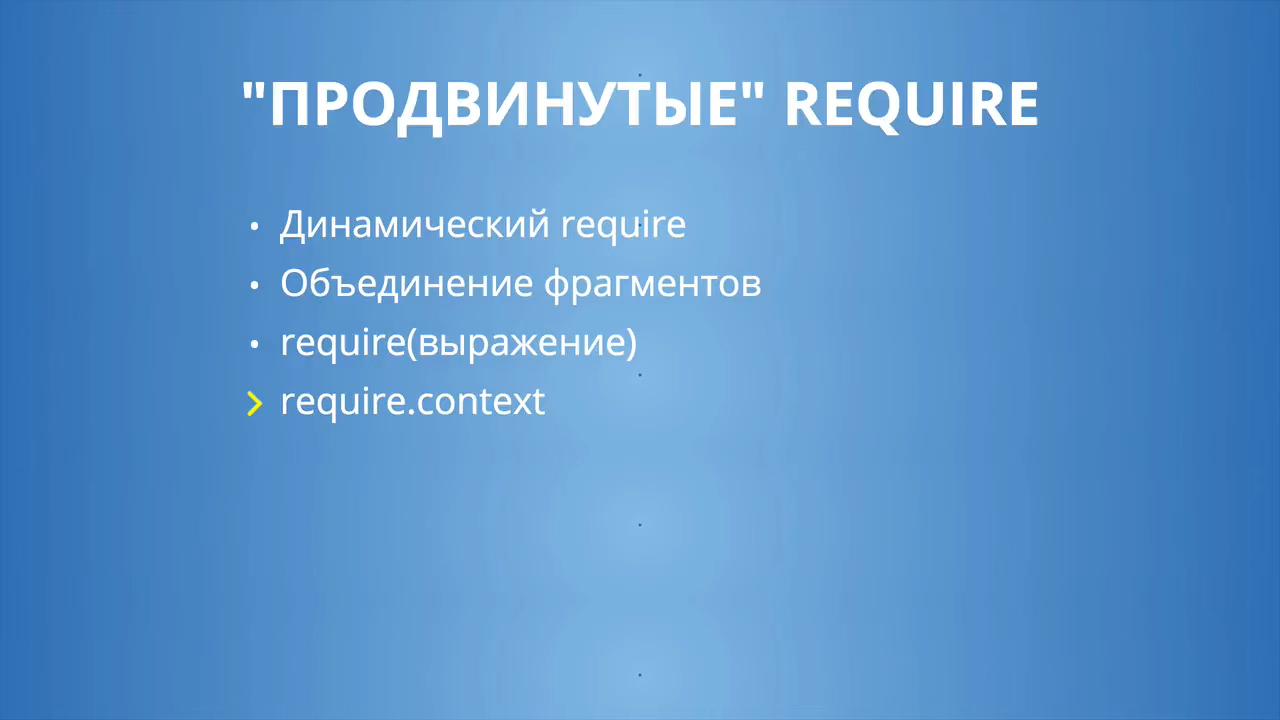 "ПРОДВИНУТЫЕ" REQUIRE
Динамический require
Объединение фрагментов
require(выражение)
require.context